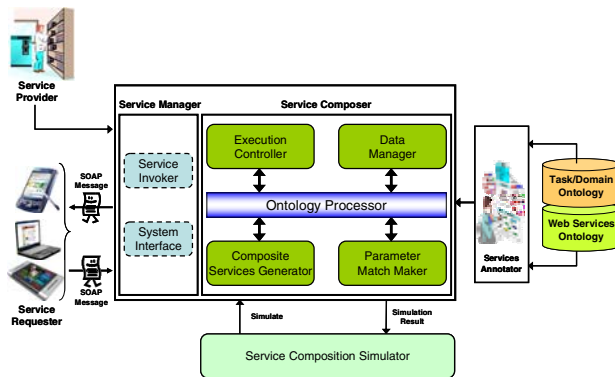 Service
Provider
Service Manager
Service Composer
Execution
Controller
Data
Manager
Service
Invoker
SOAP
Message
Ontology Processor
Task/Domain
Ontology
System
Interface
Web Services
Ontology
Composite
Services Generator
Parameter
Match Maker
Services
Annotator
SOAP
Message
Service
Requester
Simulate
Simulation
Result
Service Composition Simulator